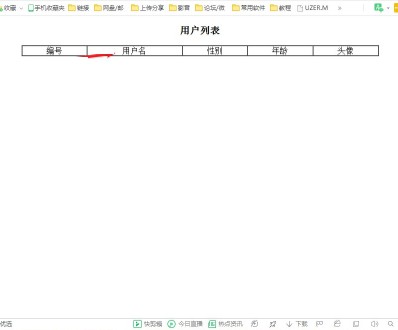 收藏 手机收藏夹 链接 网盘/邮 上传分享 影音 论坛/微 常用软件 教程 UZER.M »
用户列表
编号 用户名 性别 年龄 头像
优选 快剪辑 今日直播 热点资讯 下载